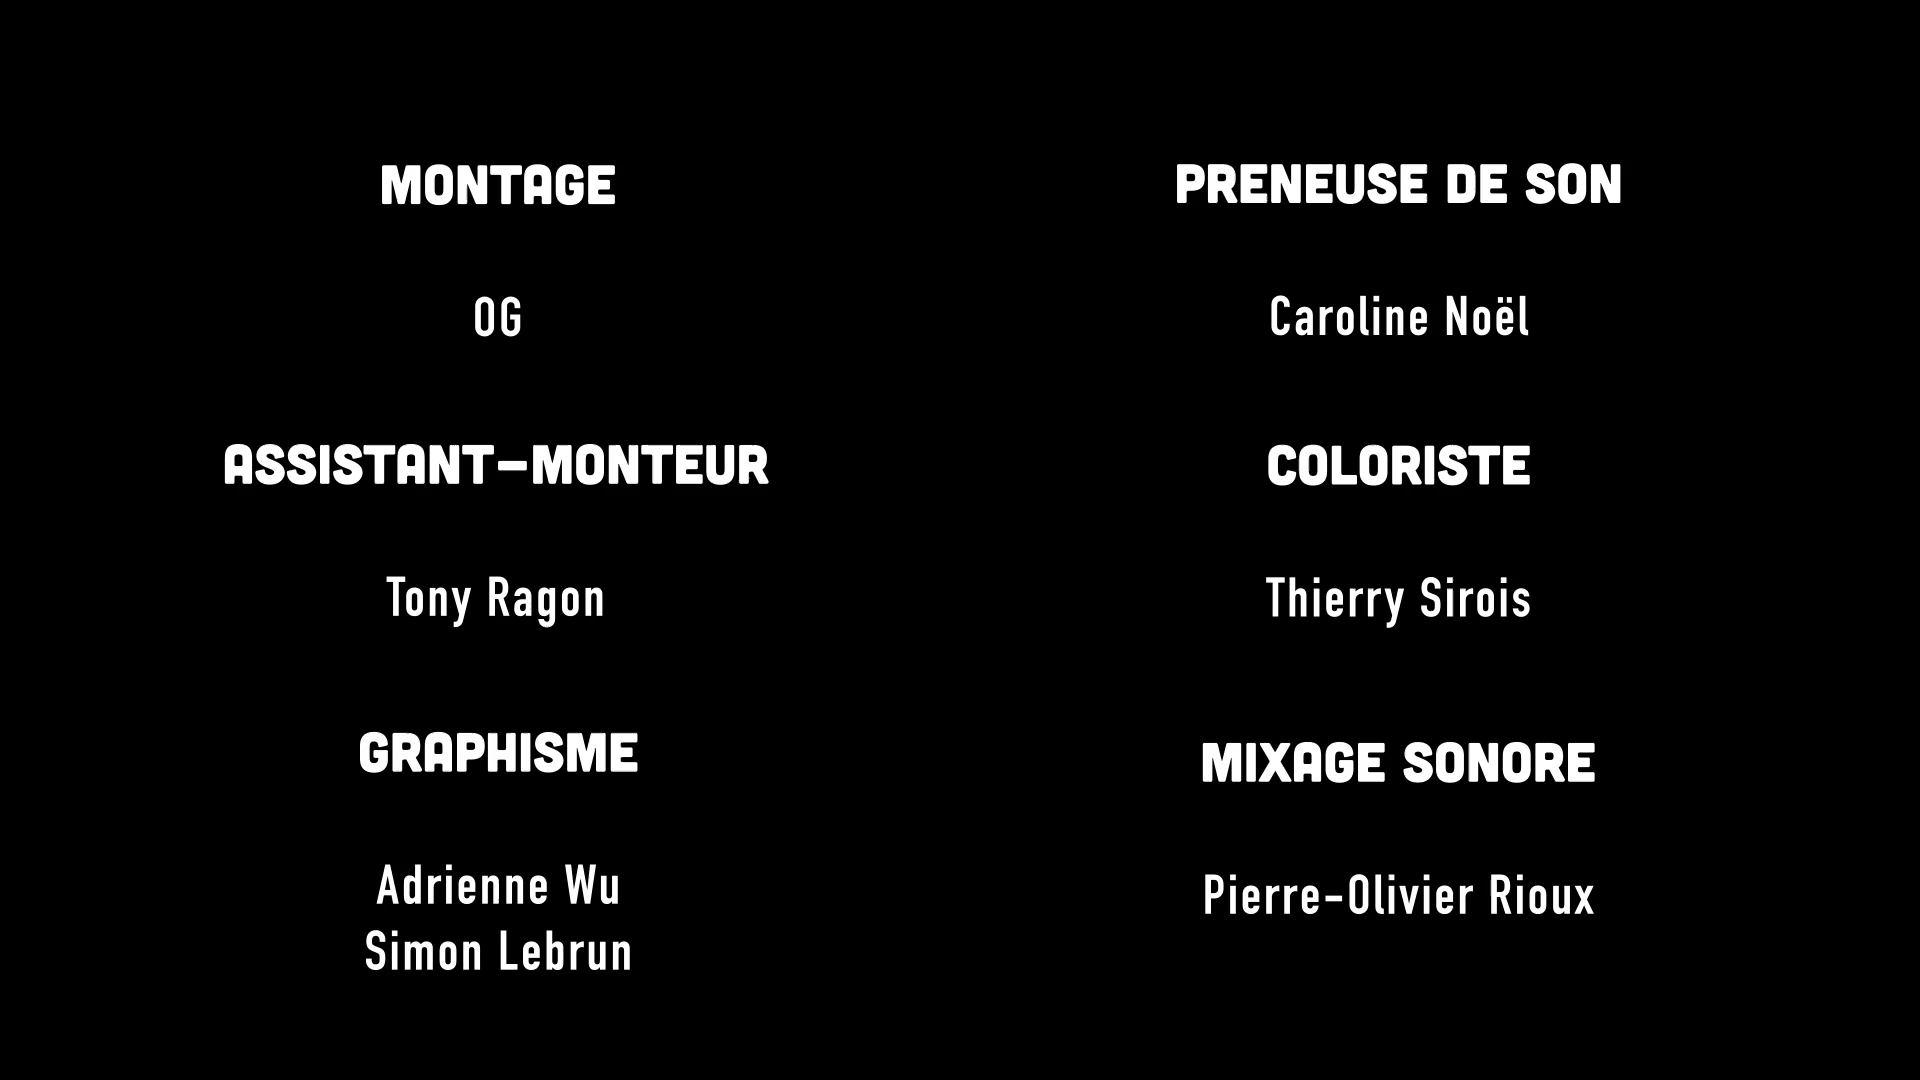 MONTAGE
OG
ASSISTANT-MONTEUR
Tony Ragon
GRAPHISME
Adrienne Wu
Simon Lebrun
PRENEUSE DE SON
Caroline Noël
COLORISTE
Thierry Sirois
MIXAGE SONORE
Pierre-Olivier Rioux